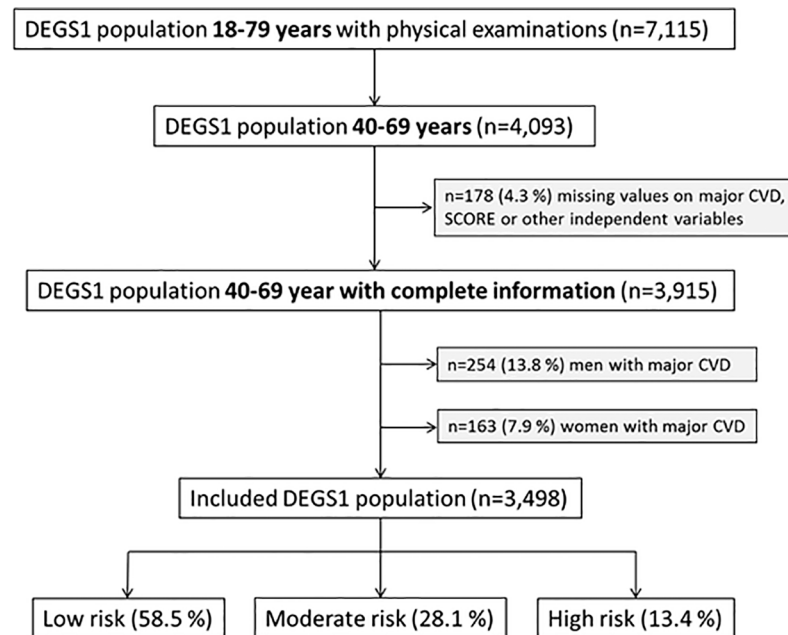 DEGS1 population 18-79 years with physical examinations (n=7,115)
DEGS1 population 40-69 years (n=4,093)
n=178 (4.3 %) missing values on major CVD,
SCORE or other independent variables
DEGS1 population 40-69 year with complete information (n=3,915)
n=254 (13.8 %) men with major CVD
n=163 (7.9 %) women with major CVD
Included DEGS1 population (n=3,498)
Low risk (58.5 %)
Moderate risk (28.1 %)
High risk (13.4 %)